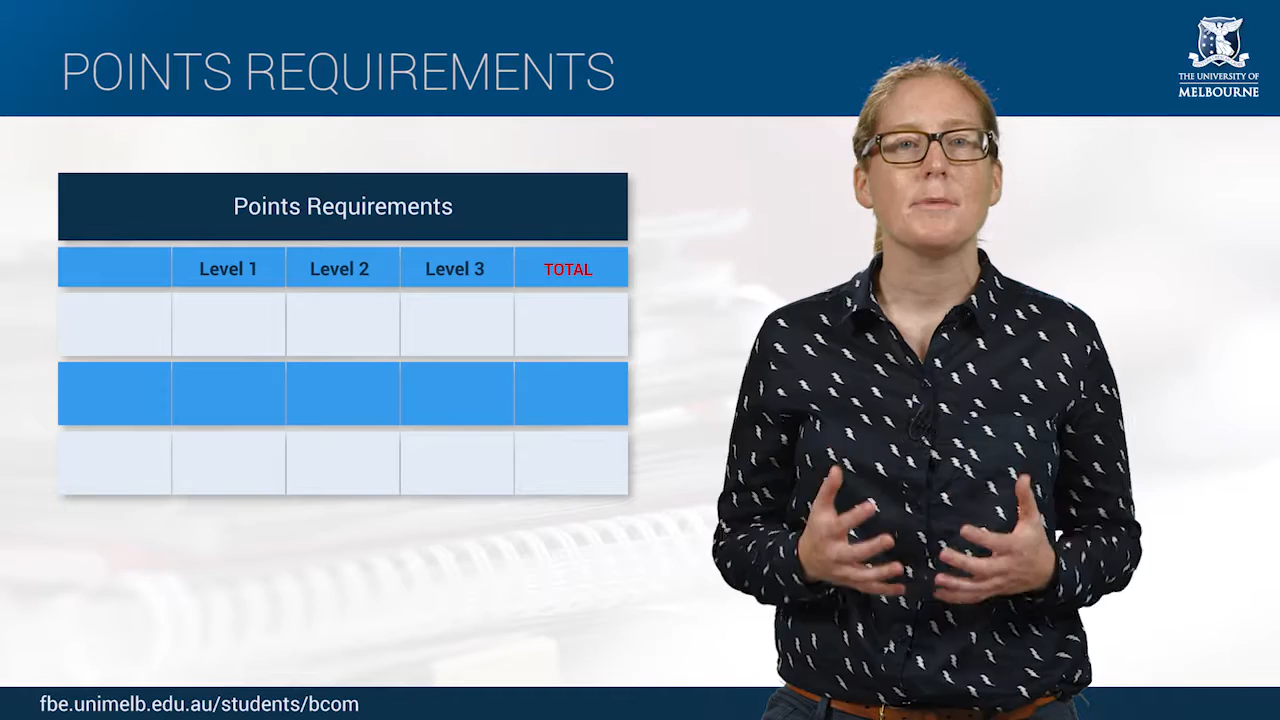 POINTS REQUIREMENTS
THE UNIVERSITY OF
MELBOURNE
Points Requirements
Level 1 Level 2 Level 3 TOTAL
fbe.unimelb.edu.au/students/bcom